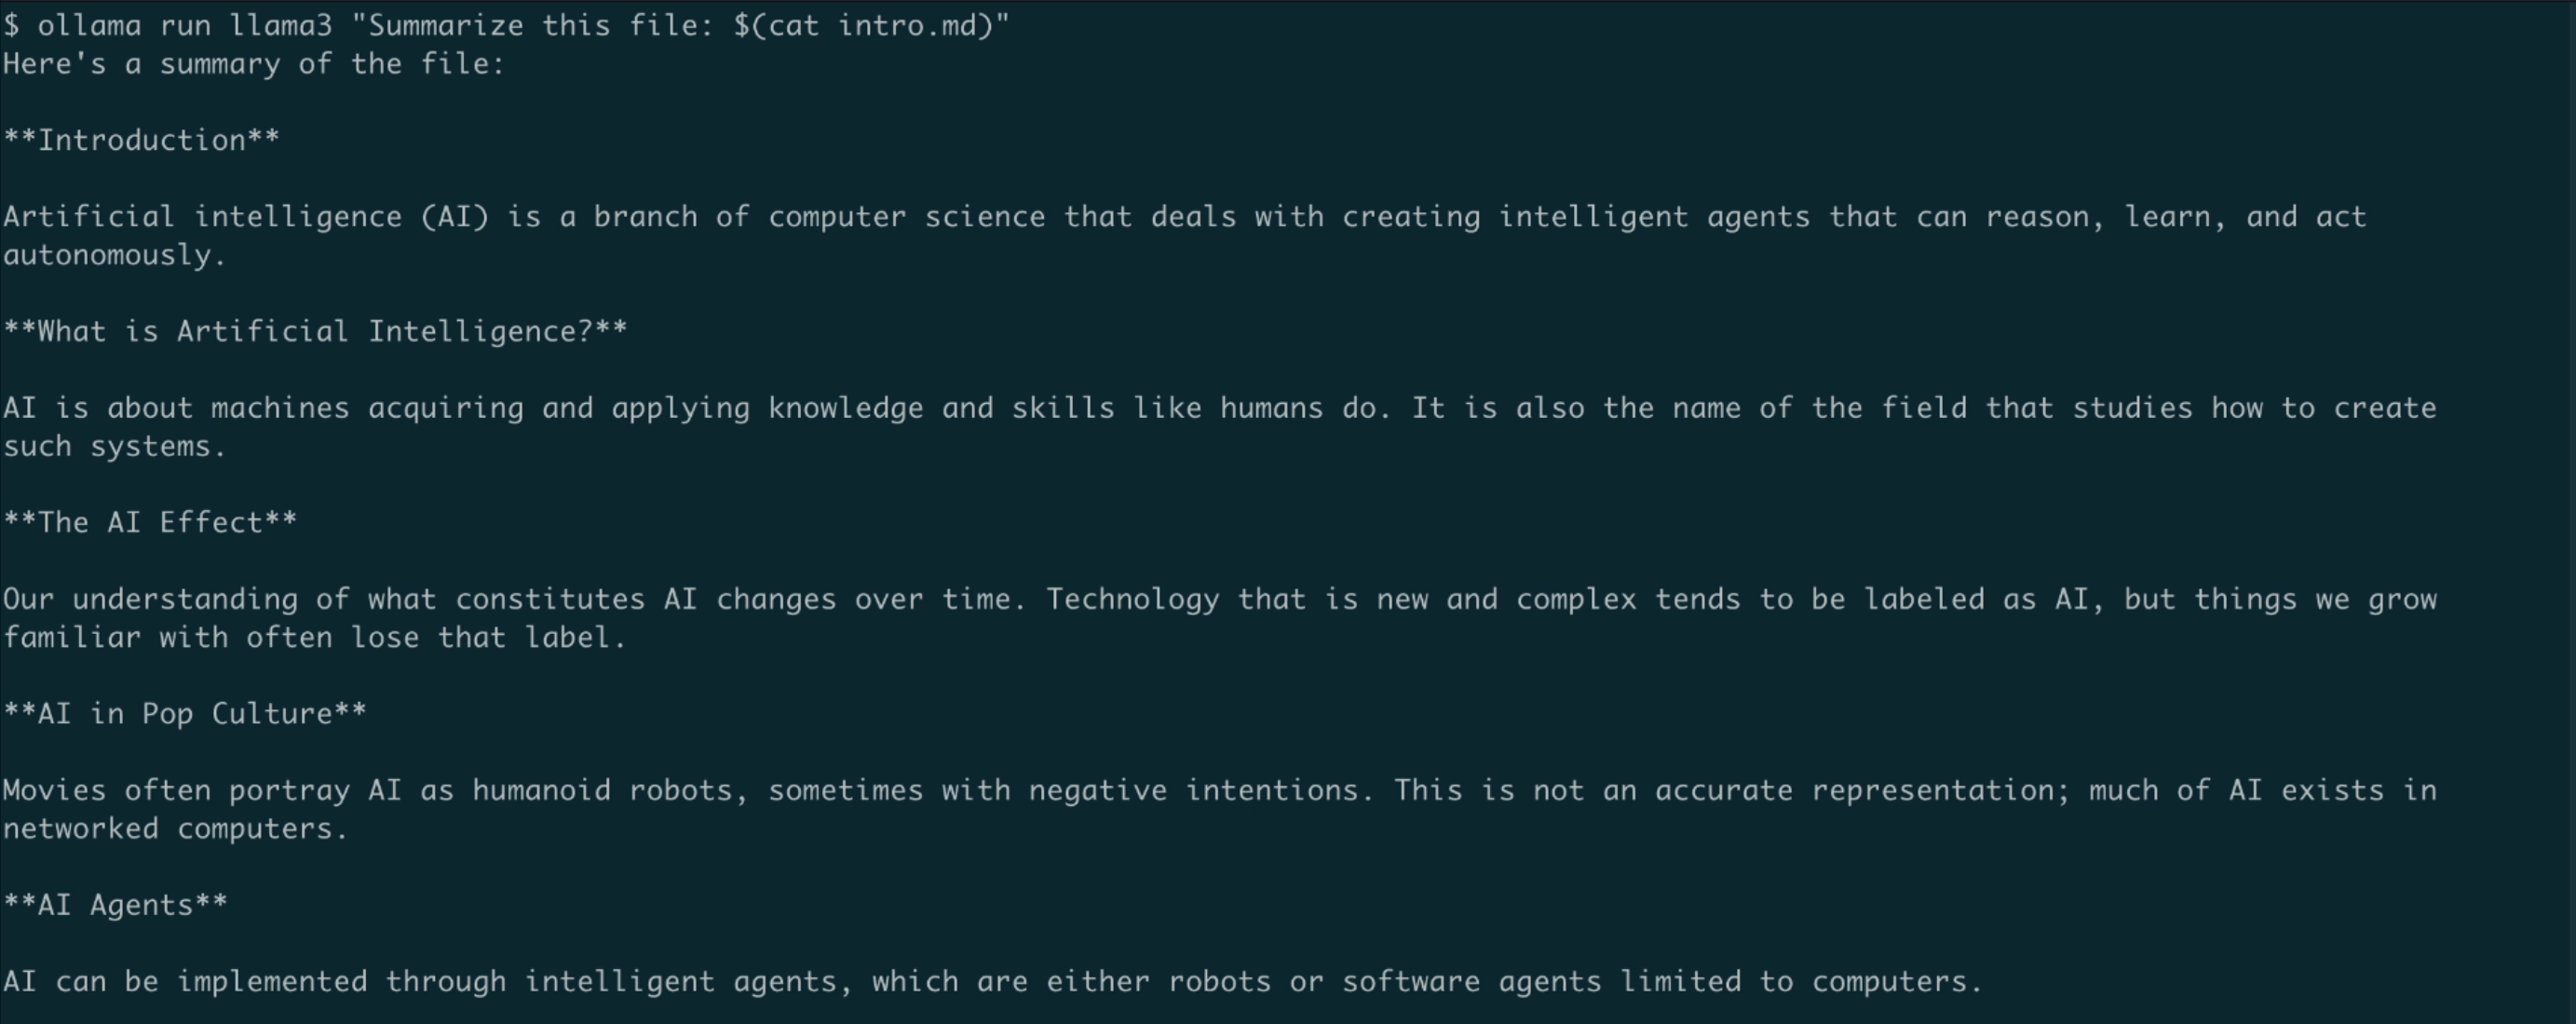 $ ollama run llama3 "Summarize this file: $(cat intro.md)"
Here's a summary of the file:
**Introduction**
Artificial intelligence (AI) is a branch of computer science that deals with creating intelligent agents that can reason, learn, and act
autonomously.
**What is Artificial Intelligence?**
AI is about machines acquiring and applying knowledge and skills like humans do. It is also the name of the field that studies how to create
such systems.
**The AI Effect**
Our understanding of what constitutes AI changes over time. Technology that is new and complex tends to be labeled as AI, but things we grow
familiar with often lose that label.
**AI in Pop Culture**
Movies often portray AI as humanoid robots, sometimes with negative intentions. This is not an accurate representation; much of AI exists in
networked computers.
**AI Agents**
AI can be implemented through intelligent agents, which are either robots or software agents limited to computers.